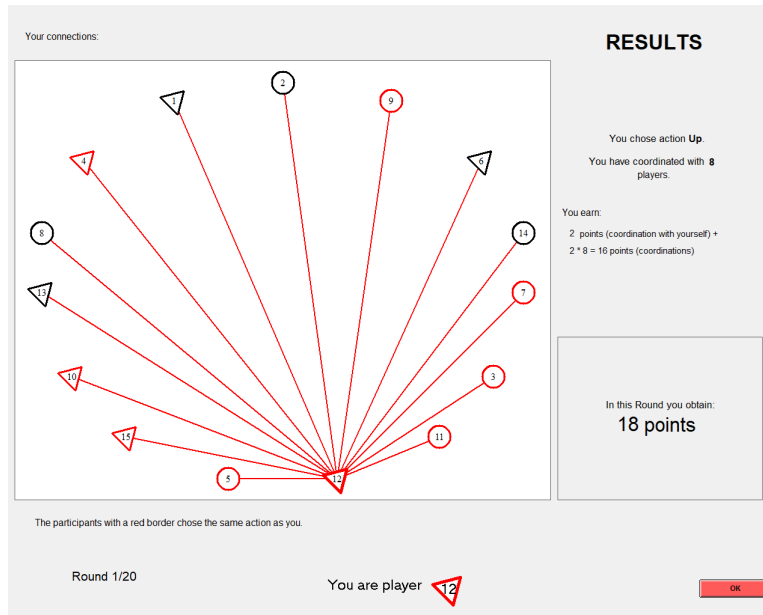 Your connections:
RESULTS
2
1
9
4
6
8
14
13
7
10
3
15
11
5
12
You chose action Up.
You have coordinated with 8
players.
You earn:
2 points (coordination with yourself) +
2 * 8 = 16 points (coordinations)
In this Round you obtain:
18 points
The participants with a red border chose the same action as you.
Round 1/20
You are player 12
OK